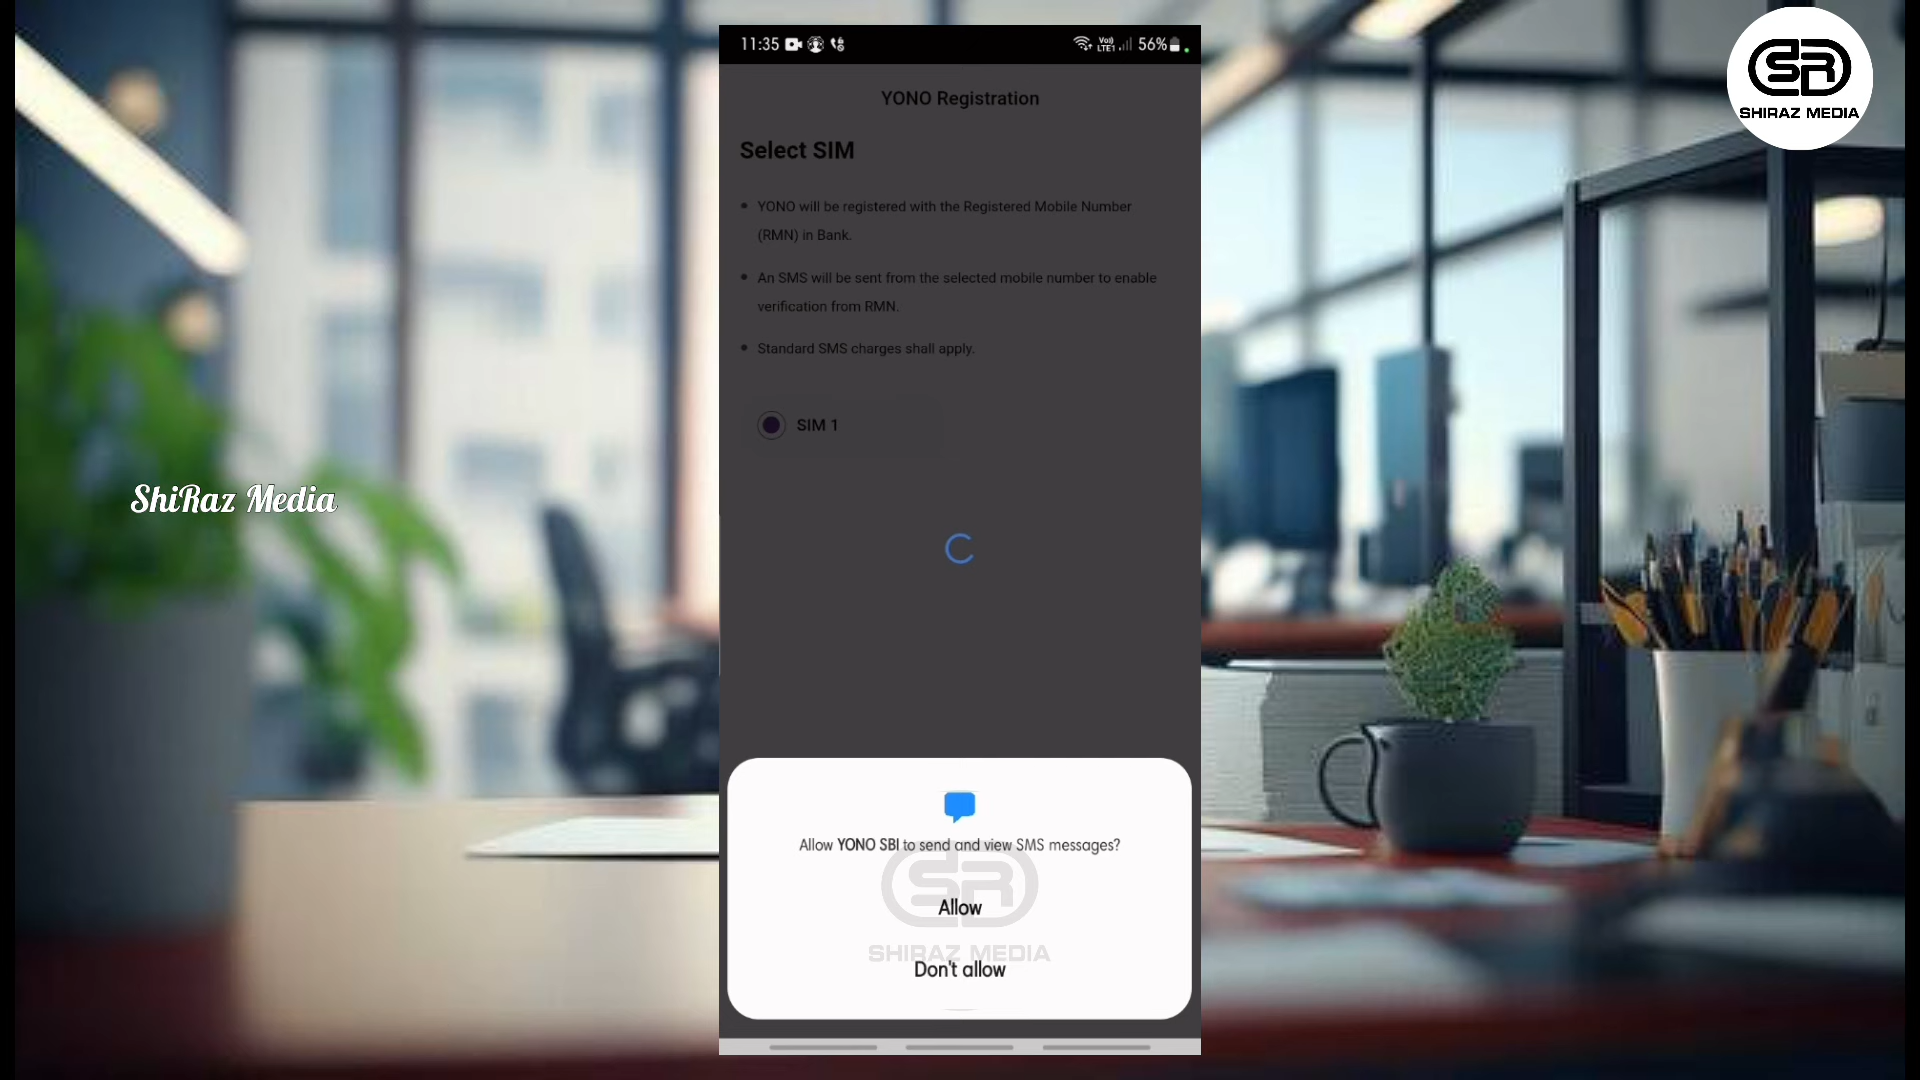 11:35
Vo)) LTE1
56%
SHIRAZ MEDIA
YONO Registration
Select SIM
• YONO will be registered with the Registered Mobile Number
(RMN) in Bank.
• An SMS will be sent from the selected mobile number to enable
verification from RMN.
• Standard SMS charges shall apply.
SIM 1
ShiRaz Media
Allow YONO SBI to send and view SMS messages?
Allow
SHIRAZ MEDIA
Don't allow